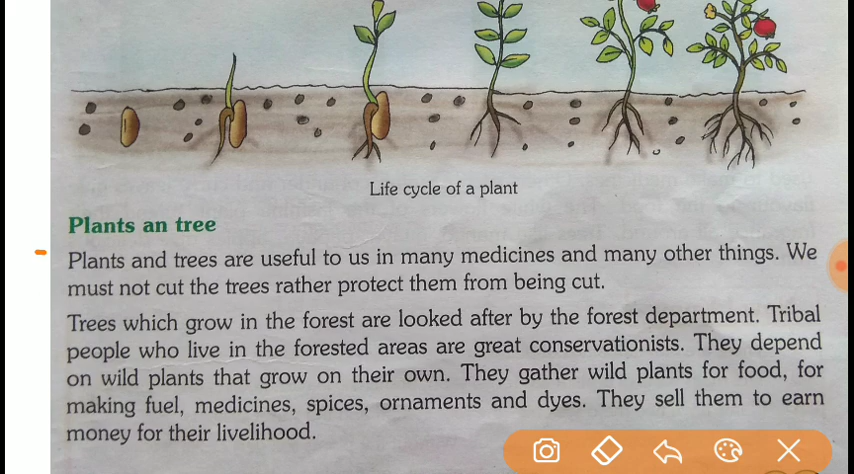 Life cycle of a plant
Plants an tree
Plants and trees are useful to us in many medicines and many other things. We
must not cut the trees rather protect them from being cut.
Trees which grow in the forest are looked after by the forest department. Tribal
people who live in the forested areas are great conservationists. They depend
on wild plants that grow on their own. They gather wild plants for food, for
making fuel, medicines, spices, ornaments and dyes. They sell them to earn
money for their livelihood.